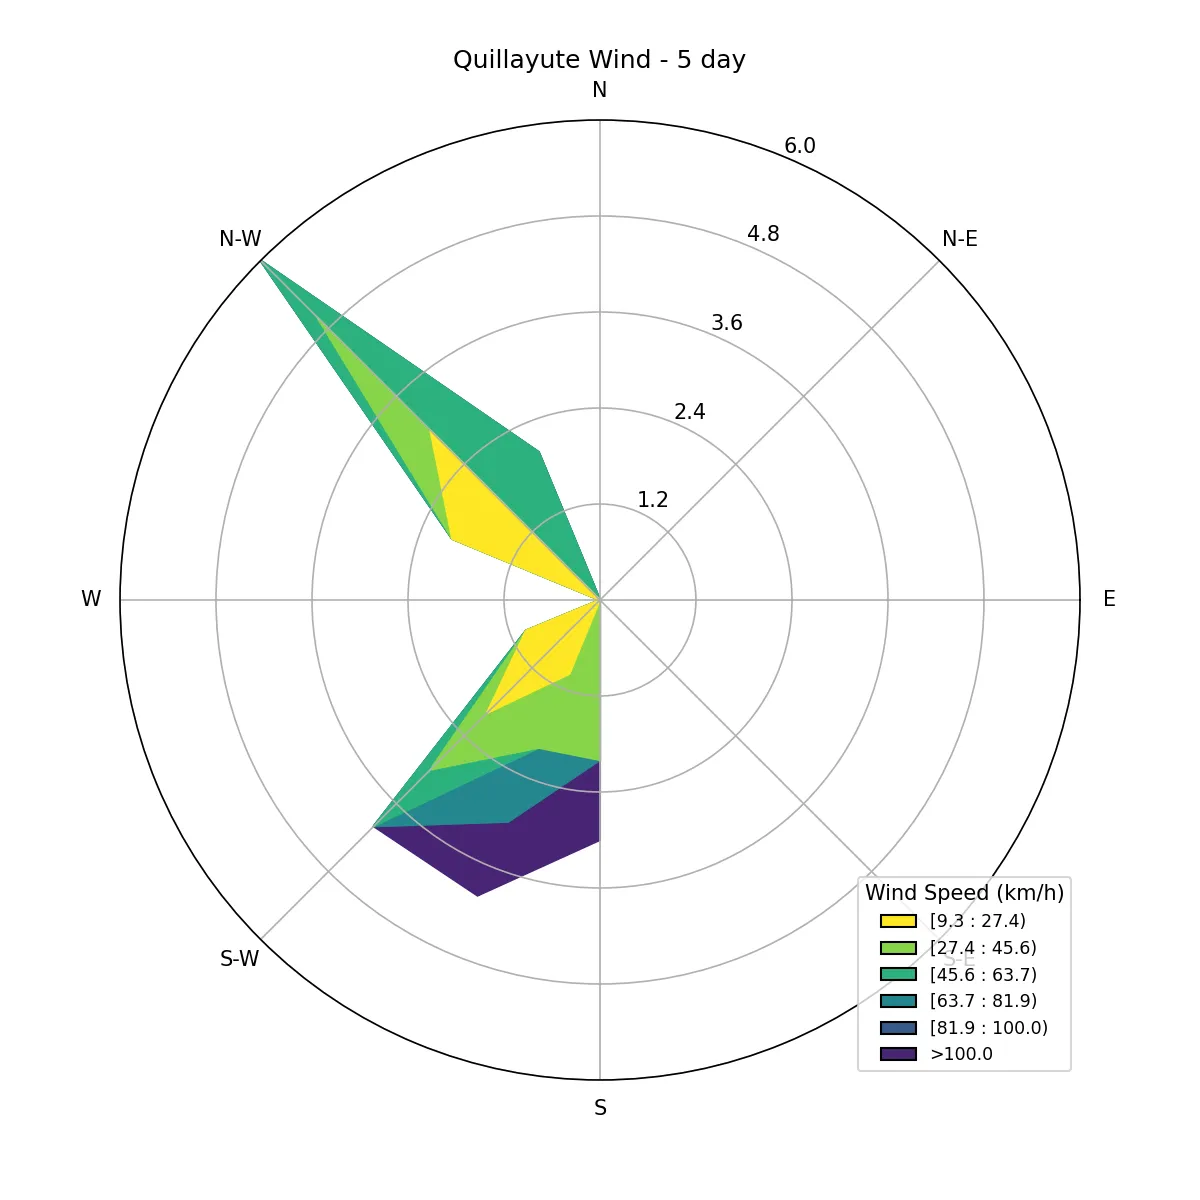 Quillayute Wind - 5 day
N
6.0
N-W
4.8
N-E
3.6
2.4
1.2
W
E
S-W
S-E
S
Wind Speed (km/h)
[9.3 : 27.4)
[27.4 : 45.6)
[45.6 : 63.7)
[63.7 : 81.9)
[81.9 : 100.0)
>100.0